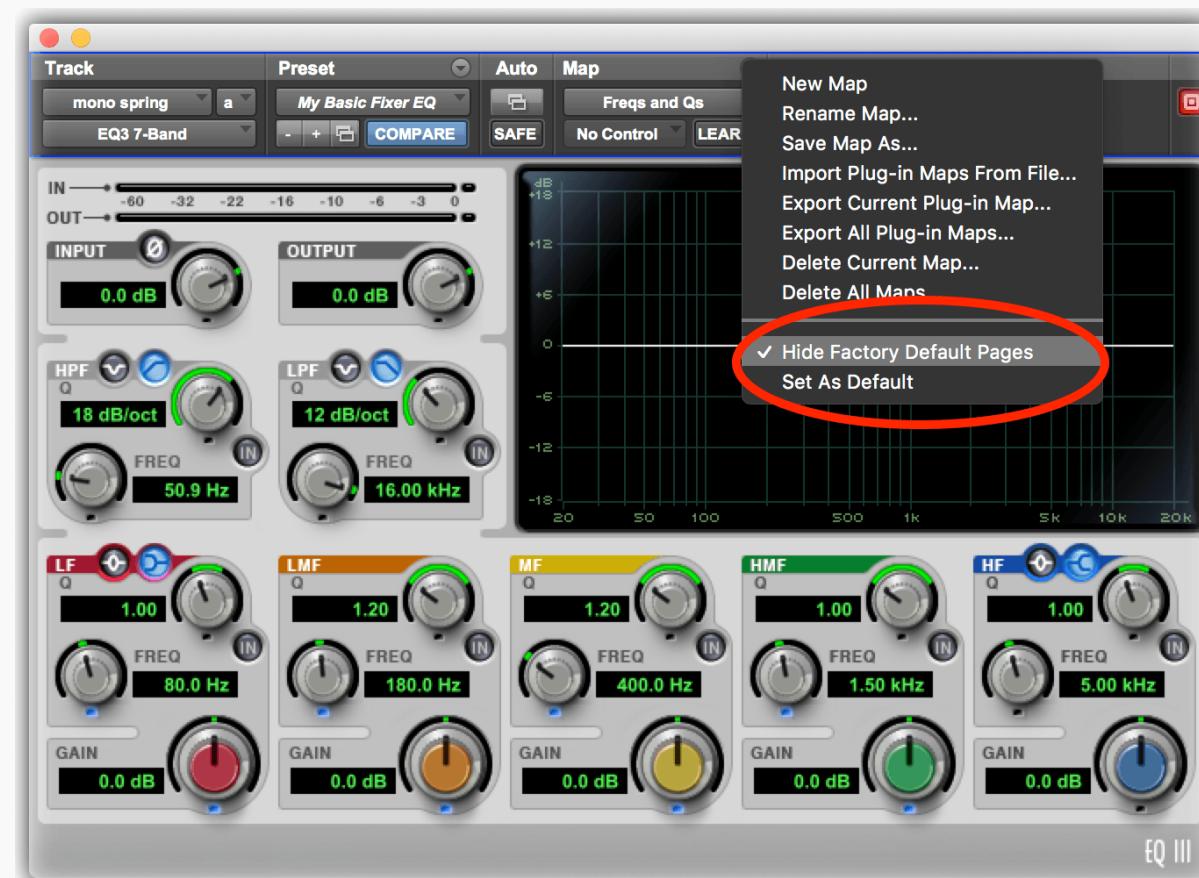 Track Preset Auto Map
mono spring a My Basic Fixer EQ Freqs and Qs
EQ3 7-Band - + COMPARE SAFE No Control LEAR
New Map
Rename Map...
Save Map As...
Import Plug-in Maps From File...
Export Current Plug-in Map...
Export All Plug-in Maps...
Delete Current Map...
Delete All Maps
✓ Hide Factory Default Pages
Set As Default
IN
-60 -32 -22 -16 -10 -6 -3 0
OUT
INPUT Ø OUTPUT
0.0 dB 0.0 dB
HPF LPF
Q Q
18 dB/oct 12 dB/oct
IN IN
FREQ FREQ
50.9 Hz 16.00 kHz
dB
+18
+12
+6
0
-6
-12
-18
20 50 100 500 1k 5k 10k 20k
LF LMF MF HMF HF
Q Q Q Q Q
1.00 1.20 1.20 1.00 1.00
IN IN IN IN IN
FREQ FREQ FREQ FREQ FREQ
80.0 Hz 180.0 Hz 400.0 Hz 1.50 kHz 5.00 kHz
GAIN GAIN GAIN GAIN GAIN
0.0 dB 0.0 dB 0.0 dB 0.0 dB 0.0 dB
EQ III